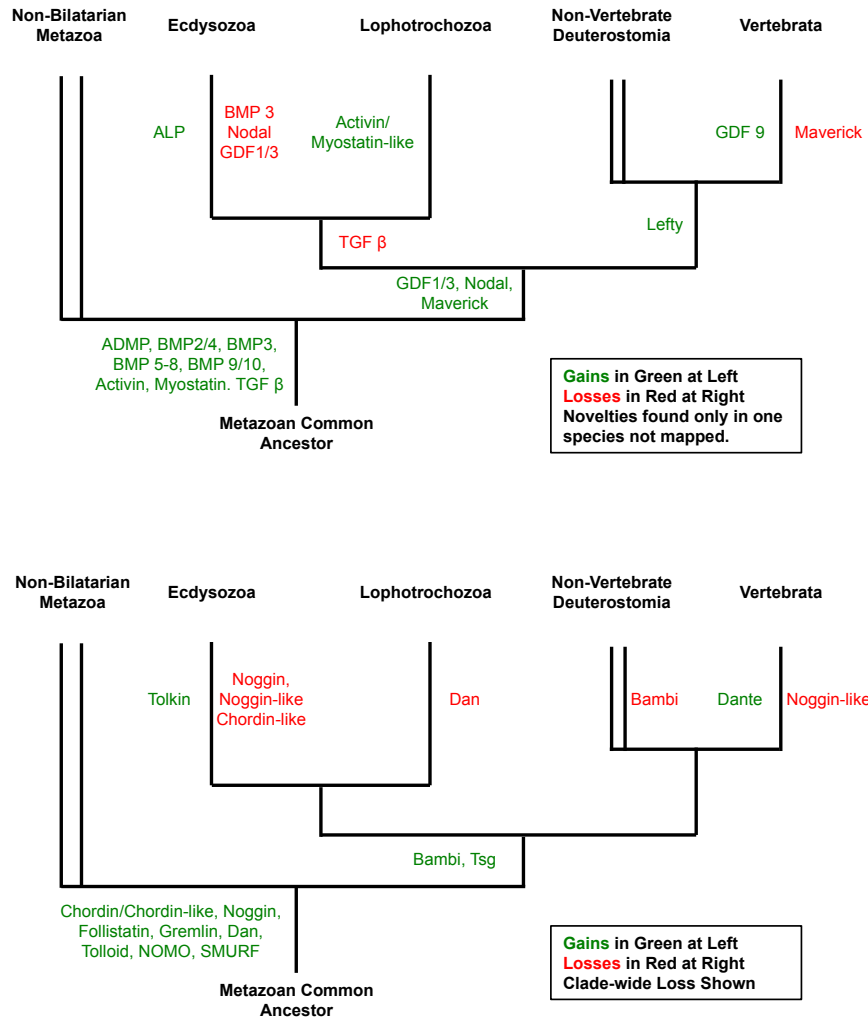 Non-Bilatarian
Metazoa
Ecdysozoa
Lophotrochozoa
Non-Vertebrate
Deuterostomia
Vertebrata
ALP
BMP 3
Nodal
GDF1/3
Activin/
Myostatin-like
GDF 9
Maverick
Lefty
TGF β
GDF1/3, Nodal,
Maverick
ADMP, BMP2/4, BMP3,
BMP 5-8, BMP 9/10,
Activin, Myostatin. TGF β
Metazoan Common
Ancestor
Gains in Green at Left
Losses in Red at Right
Novelties found only in one
species not mapped.
Non-Bilatarian
Metazoa
Ecdysozoa
Lophotrochozoa
Non-Vertebrate
Deuterostomia
Vertebrata
Tolkin
Noggin,
Noggin-like
Chordin-like
Dan
Bambi
Dante
Noggin-like
Bambi, Tsg
Chordin/Chordin-like, Noggin,
Follistatin, Gremlin, Dan,
Tolloid, NOMO, SMURF
Metazoan Common
Ancestor
Gains in Green at Left
Losses in Red at Right
Clade-wide Loss Shown